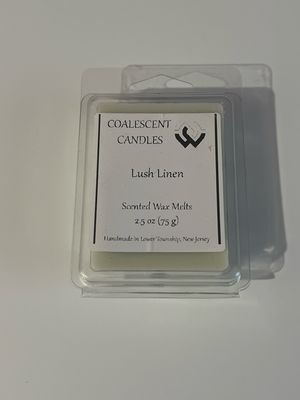 COALESCENT
CANDLES
Lush Linen
Scented Wax Melts
2.5 oz (75 g)
Handmade in Lower Township, New Jersey